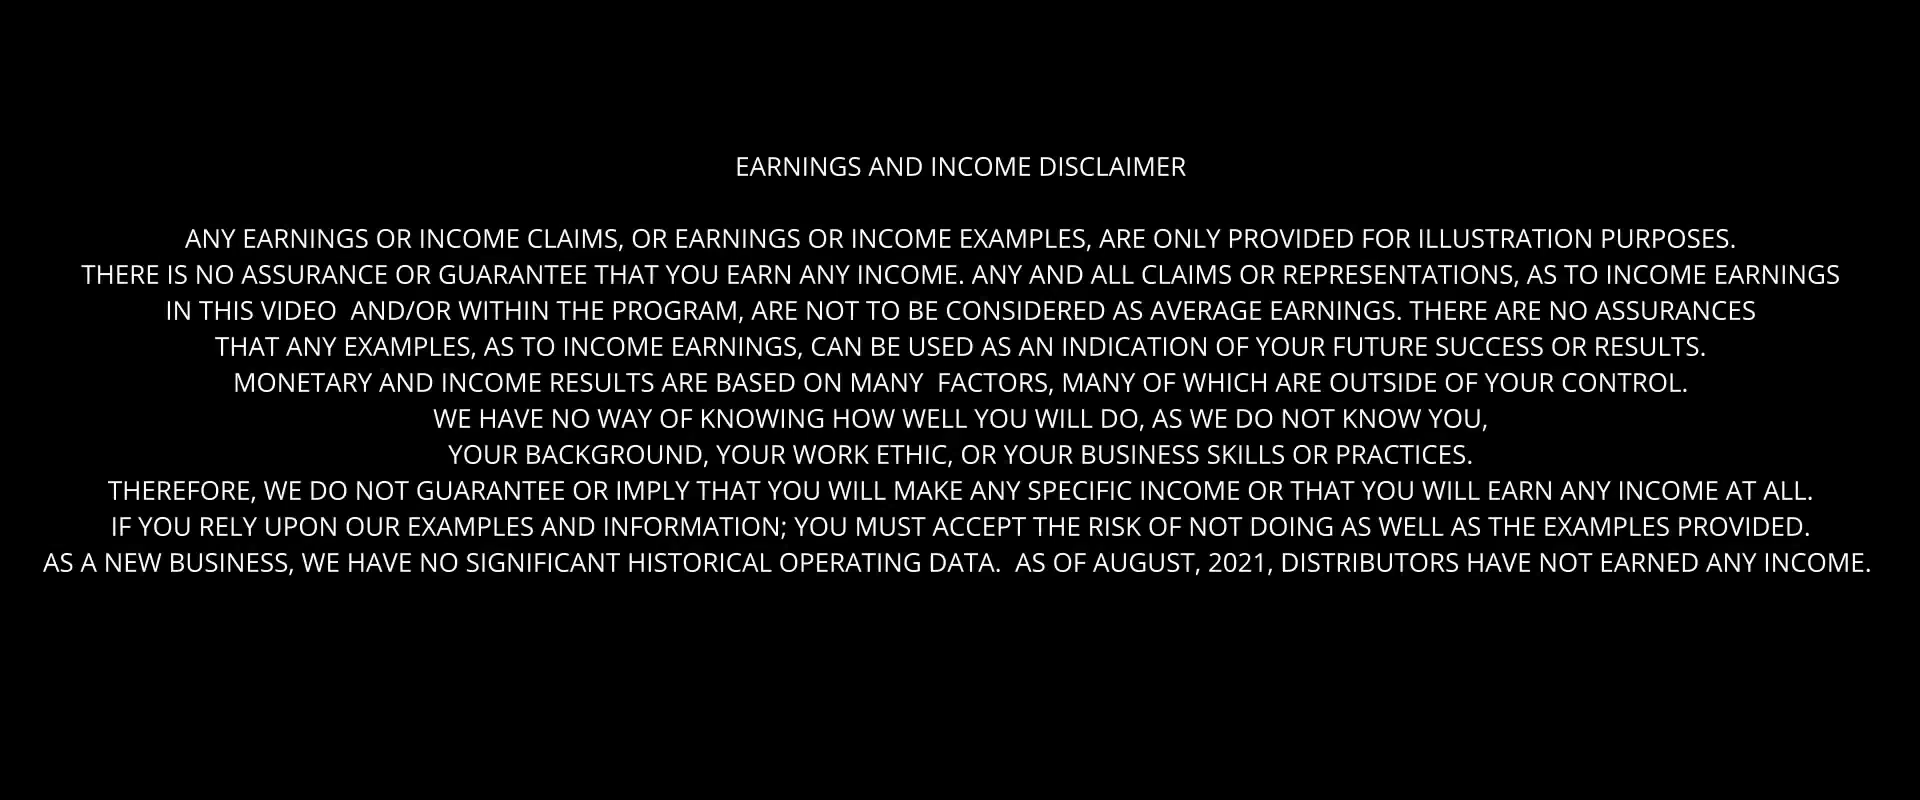 EARNINGS AND INCOME DISCLAIMER
ANY EARNINGS OR INCOME CLAIMS, OR EARNINGS OR INCOME EXAMPLES, ARE ONLY PROVIDED FOR ILLUSTRATION PURPOSES.
THERE IS NO ASSURANCE OR GUARANTEE THAT YOU EARN ANY INCOME. ANY AND ALL CLAIMS OR REPRESENTATIONS, AS TO INCOME EARNINGS
IN THIS VIDEO  AND/OR WITHIN THE PROGRAM, ARE NOT TO BE CONSIDERED AS AVERAGE EARNINGS. THERE ARE NO ASSURANCES
THAT ANY EXAMPLES, AS TO INCOME EARNINGS, CAN BE USED AS AN INDICATION OF YOUR FUTURE SUCCESS OR RESULTS.
MONETARY AND INCOME RESULTS ARE BASED ON MANY  FACTORS, MANY OF WHICH ARE OUTSIDE OF YOUR CONTROL.
WE HAVE NO WAY OF KNOWING HOW WELL YOU WILL DO, AS WE DO NOT KNOW YOU,
YOUR BACKGROUND, YOUR WORK ETHIC, OR YOUR BUSINESS SKILLS OR PRACTICES.
THEREFORE, WE DO NOT GUARANTEE OR IMPLY THAT YOU WILL MAKE ANY SPECIFIC INCOME OR THAT YOU WILL EARN ANY INCOME AT ALL.
IF YOU RELY UPON OUR EXAMPLES AND INFORMATION; YOU MUST ACCEPT THE RISK OF NOT DOING AS WELL AS THE EXAMPLES PROVIDED.
AS A NEW BUSINESS, WE HAVE NO SIGNIFICANT HISTORICAL OPERATING DATA.  AS OF AUGUST, 2021, DISTRIBUTORS HAVE NOT EARNED ANY INCOME.